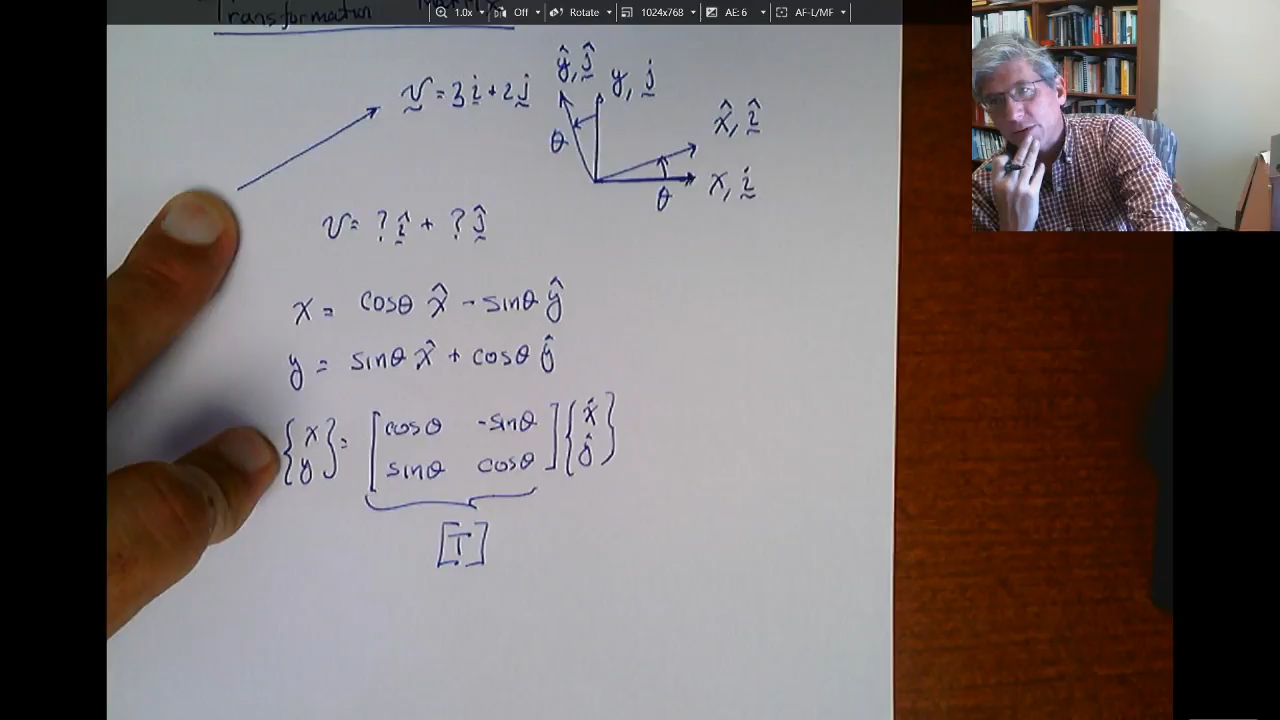 1.0x Off Rotate 1024x768 AE: 6 AF-L/MF
Transformation
v = 3i + 2j
ŷ, ĵ
y, j
x̂, î
x, i
θ
θ
v = ? î + ? ĵ
x = cosθ x̂ - sinθ ŷ
y = sinθ x̂ + cosθ ŷ
{x y} = [cosθ -sinθ
sinθ cosθ] {x̂ ŷ}
[T]